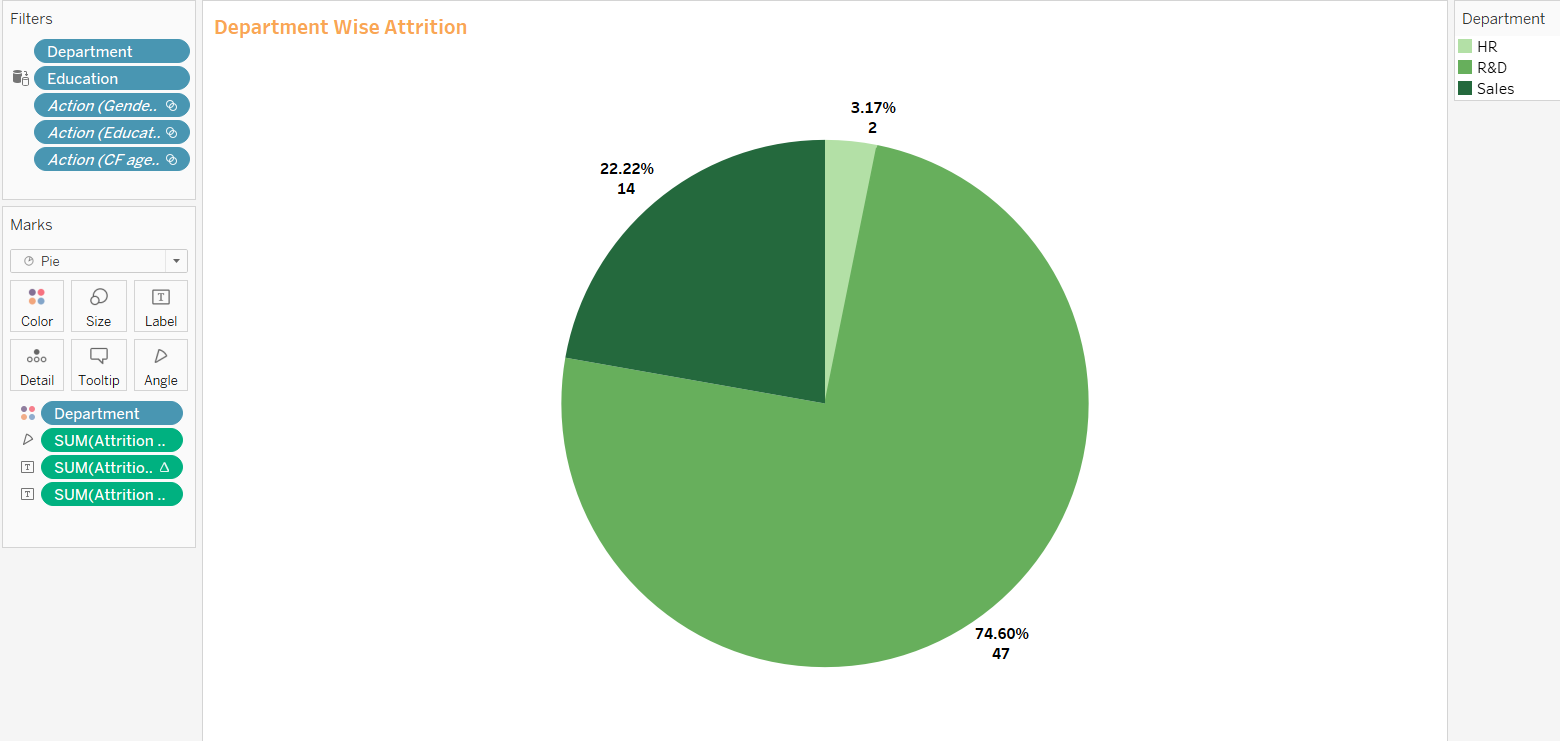 Filters
Department
Education
Action (Gende..
Action (Educat..
Action (CF age..
Marks
Pie
Color Size Label
Detail Tooltip Angle
Department
SUM(Attrition ..
SUM(Attritio..
SUM(Attrition ..
Department Wise Attrition
3.17%
2
22.22%
14
74.60%
47
Department
HR
R&D
Sales